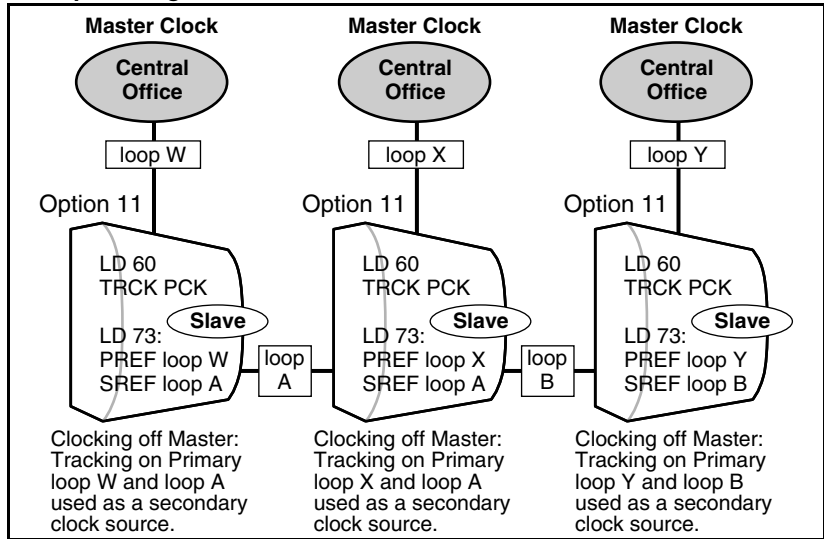 Master Clock
Master Clock
Master Clock
Central
Office
Central
Office
Central
Office
loop W
loop X
loop Y
Option 11
Option 11
Option 11
LD 60
TRCK PCK
Slave
LD 73:
PREF loop W
SREF loop A
loop
A
LD 60
TRCK PCK
Slave
LD 73:
PREF loop X
SREF loop A
loop
B
LD 60
TRCK PCK
Slave
LD 73:
PREF loop Y
SREF loop B
Clocking off Master:
Tracking on Primary
loop W and loop A
used as a secondary
clock source.
Clocking off Master:
Tracking on Primary
loop X and loop A
used as a secondary
clock source.
Clocking off Master:
Tracking on Primary
loop Y and loop B
used as a secondary
clock source.